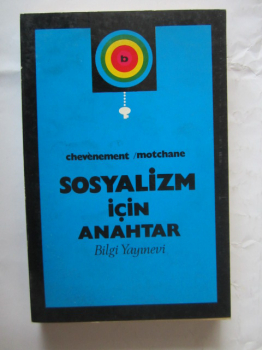 b
chevènement / motchane
SOSYALİZM
İÇİN
ANAHTAR
Bilgi Yayınevi